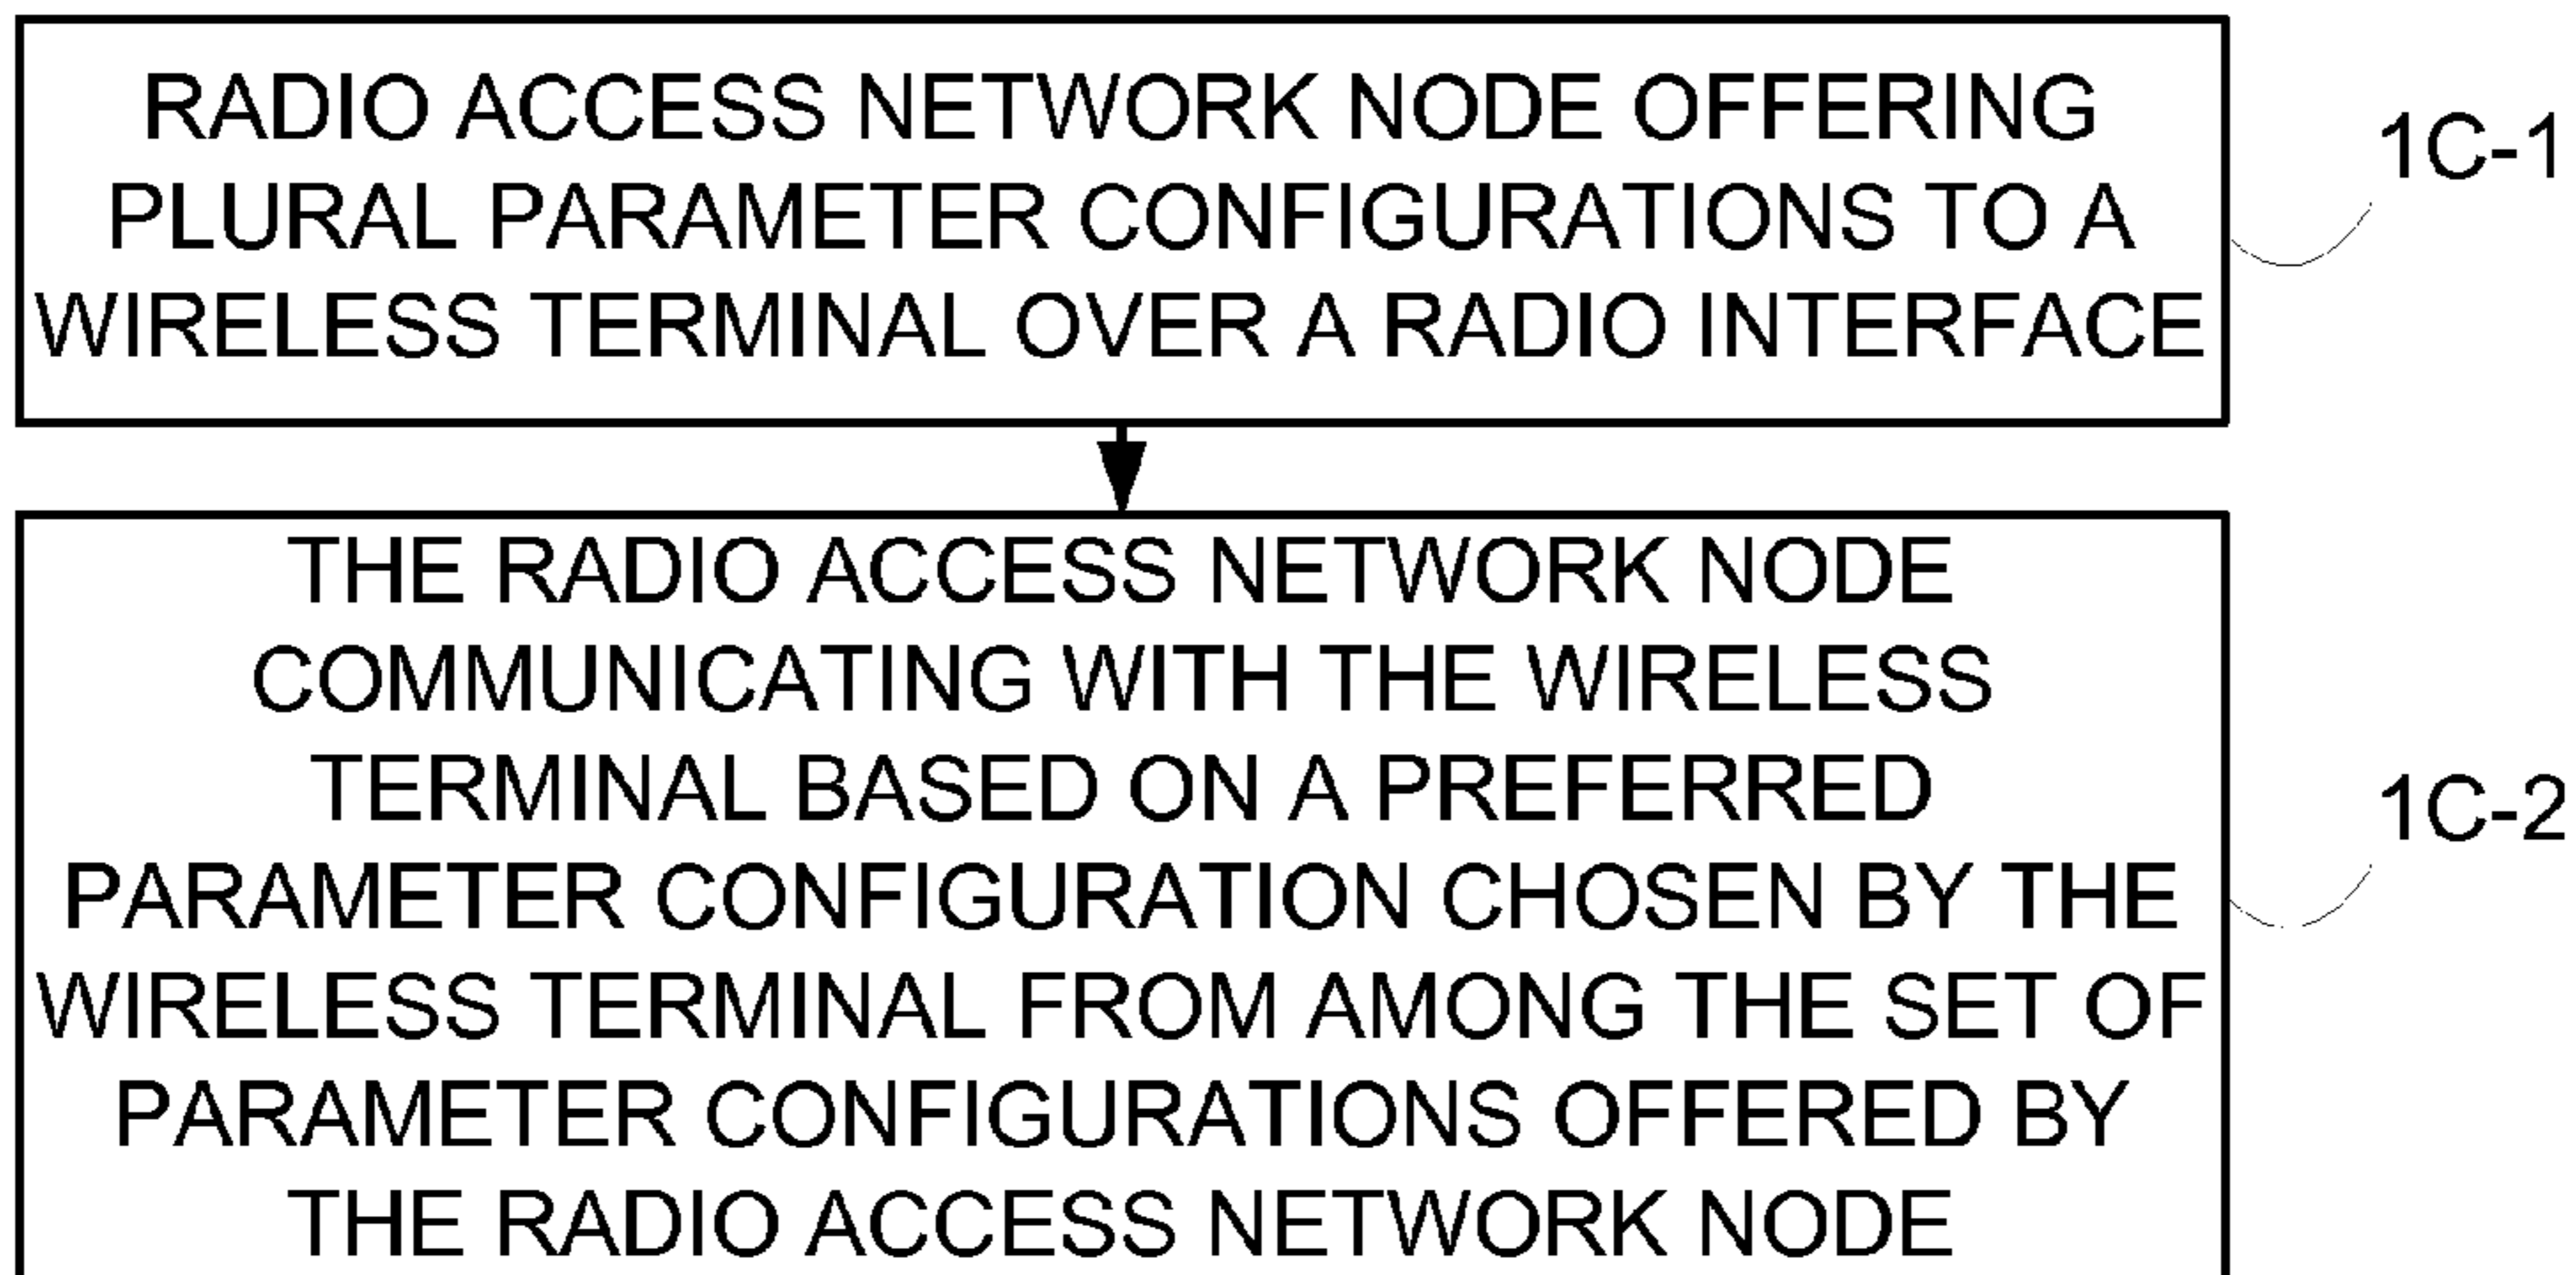 RADIO ACCESS NETWORK NODE OFFERING
PLURAL PARAMETER CONFIGURATIONS TO A
WIRELESS TERMINAL OVER A RADIO INTERFACE
1C-1
THE RADIO ACCESS NETWORK NODE
COMMUNICATING WITH THE WIRELESS
TERMINAL BASED ON A PREFERRED
PARAMETER CONFIGURATION CHOSEN BY THE
WIRELESS TERMINAL FROM AMONG THE SET OF
PARAMETER CONFIGURATIONS OFFERED BY
THE RADIO ACCESS NETWORK NODE
1C-2